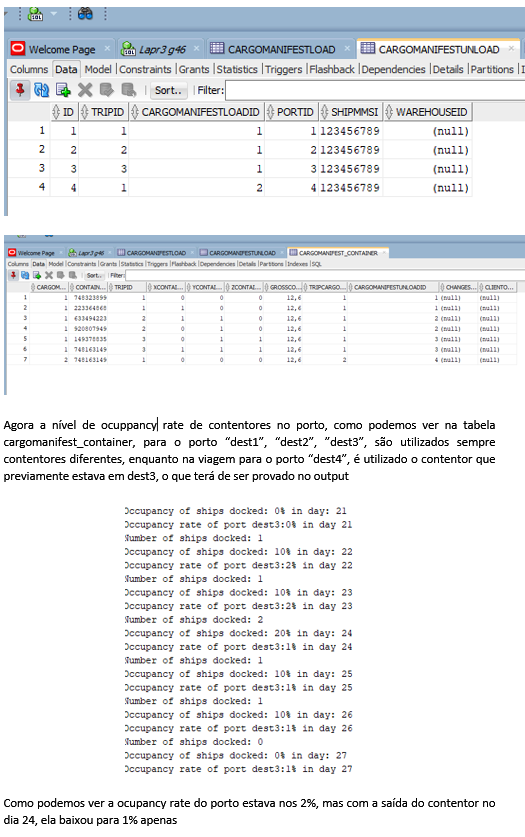 SQL
Welcome Page × Lapr3 g46 × CARGOMANIFESTLOAD × CARGOMANIFESTUNLOAD ×
Columns Data Model Constraints Grants Statistics Triggers Flashback Dependencies Details Partitions
Sort.. Filter:
ID TRIPID CARGOMANIFESTLOADID PORTID SHIPMMSI WAREHOUSEID
1 1 1 1 1 123456789 (null)
2 2 2 1 2 123456789 (null)
3 3 3 1 3 123456789 (null)
4 4 1 2 4 123456789 (null)
Welcome Page × Lapr3 g46 × CARGOMANIFESTLOAD × CARGOMANIFESTUNLOAD × CARGOMANIFEST_CONTAINER ×
Columns Data Model Constraints Grants Statistics Triggers Flashback Dependencies Details Partitions Indexes SQL
Sort.. Filter:
CARGOM... CONTAIN... TRIPID XCONTAI... YCONTAI... ZCONTAI... GROSSCO... TRIPCARGO... CARGOMANIFESTUNLOADID CHANGES... CLIENTO...
1 1 748323899 1 0 0 0 12,6 1 1 (null) (null)
2 1 223364868 1 1 0 0 12,6 1 1 (null) (null)
3 1 633494223 2 1 1 0 12,6 1 2 (null) (null)
4 1 920807949 2 0 1 0 12,6 1 2 (null) (null)
5 1 149378835 3 0 1 1 12,6 1 3 (null) (null)
6 1 748163149 3 1 1 1 12,6 1 3 (null) (null)
7 2 748163149 1 0 0 0 12,6 2 4 (null) (null)
Agora a nível de ocuppancy rate de contentores no porto, como podemos ver na tabela
cargomanifest_container, para o porto “dest1”, “dest2”, ”dest3”, são utilizados sempre
contentores diferentes, enquanto na viagem para o porto “dest4”, é utilizado o contentor que
previamente estava em dest3, o que terá de ser provado no output
Occupancy of ships docked: 0% in day: 21
Occupancy rate of port dest3:0% in day 21
Number of ships docked: 1
Occupancy of ships docked: 10% in day: 22
Occupancy rate of port dest3:2% in day 22
Number of ships docked: 1
Occupancy of ships docked: 10% in day: 23
Occupancy rate of port dest3:2% in day 23
Number of ships docked: 2
Occupancy of ships docked: 20% in day: 24
Occupancy rate of port dest3:1% in day 24
Number of ships docked: 1
Occupancy of ships docked: 10% in day: 25
Occupancy rate of port dest3:1% in day 25
Number of ships docked: 1
Occupancy of ships docked: 10% in day: 26
Occupancy rate of port dest3:1% in day 26
Number of ships docked: 0
Occupancy of ships docked: 0% in day: 27
Occupancy rate of port dest3:1% in day 27
Como podemos ver a ocupancy rate do porto estava nos 2%, mas com a saída do contentor no
dia 24, ela baixou para 1% apenas